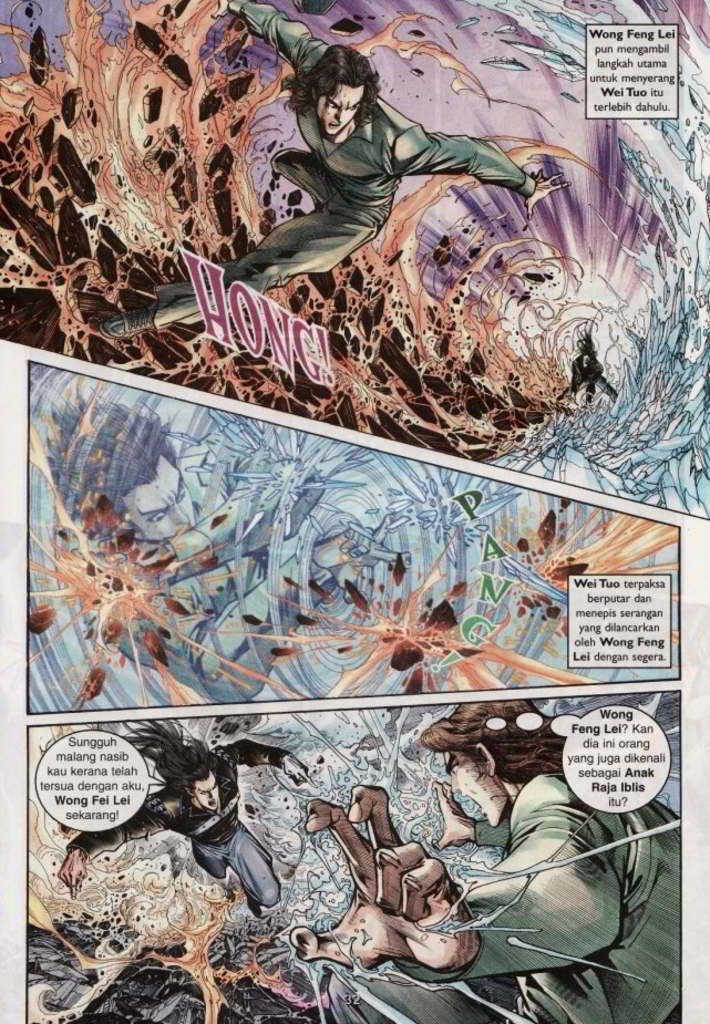 Wong Feng Lei
pun mengambil
langkah utama
untuk menyerang
Wei Tuo itu
terlebih dahulu.
HONG!
PANG!
Wei Tuo terpaksa
berputar dan
menepis serangan
yang dilancarkan
oleh Wong Feng
Lei dengan segera.
Sungguh
malang nasib
kau kerana telah
tersua dengan aku,
Wong Fei Lei
sekarang!
Wong
Feng Lei? Kan
dia ini orang
yang juga dikenali
sebagai Anak
Raja Iblis
itu?
32